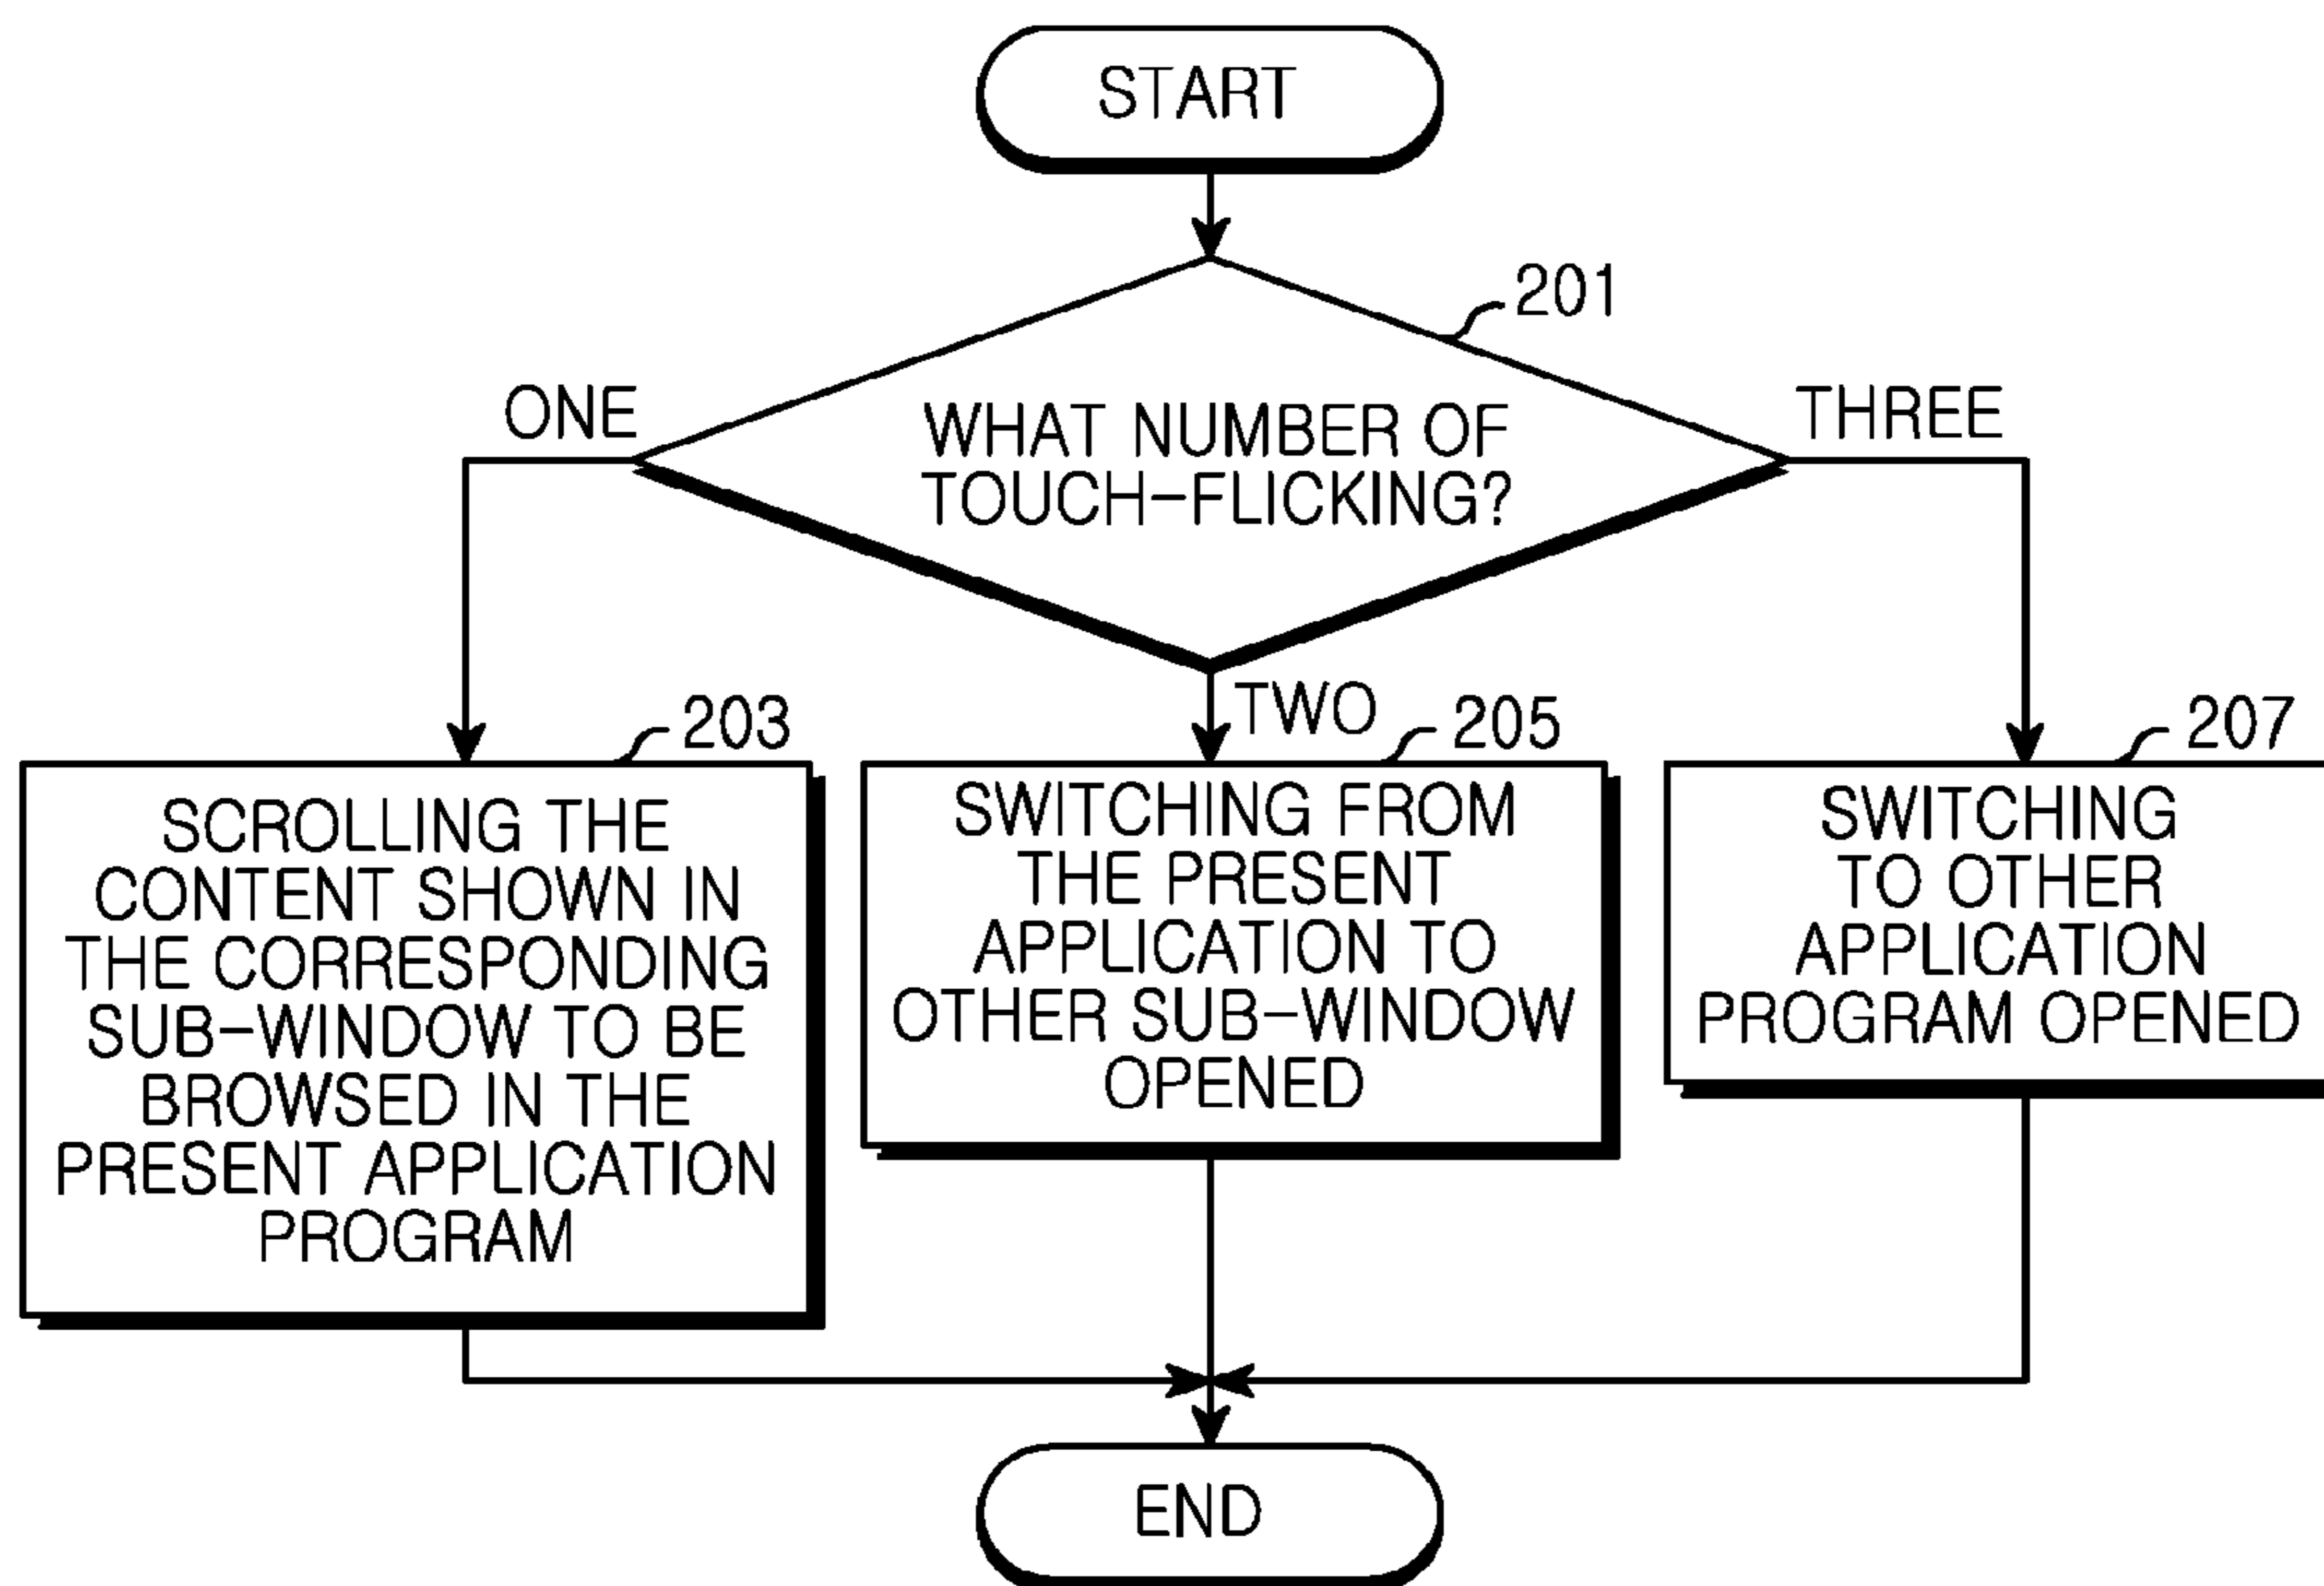 START
201
ONE
THREE
WHAT NUMBER OF
TOUCH-FLICKING?
TWO
203
205
207
SCROLLING THE
CONTENT SHOWN IN
THE CORRESPONDING
SUB-WINDOW TO BE
BROWSED IN THE
PRESENT APPLICATION
PROGRAM
SWITCHING FROM
THE PRESENT
APPLICATION TO
OTHER SUB-WINDOW
OPENED
SWITCHING
TO OTHER
APPLICATION
PROGRAM OPENED
END